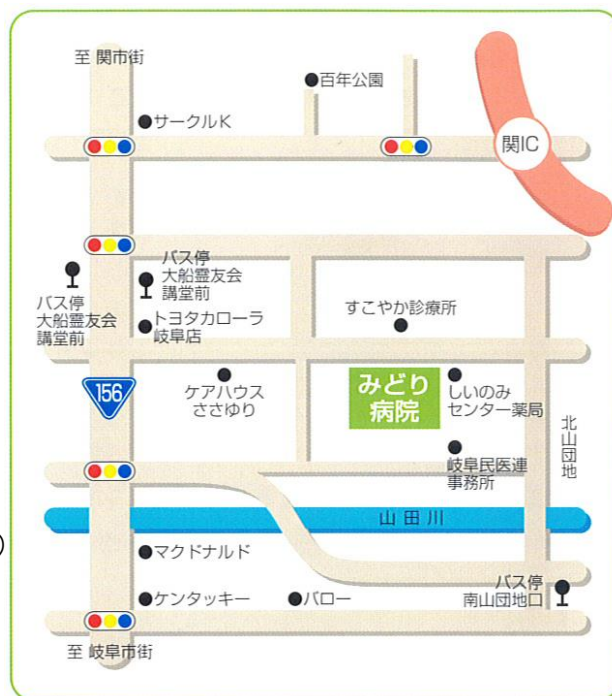 至 関市街
百年公園
サークルK
関IC
バス停
大船霊友会
講堂前
バス停
大船霊友会
講堂前
トヨタカローラ
岐阜店
すこやか診療所
156
ケアハウス
ささゆり
みどり
病院
しいのみ
センター薬局
北山団地
岐阜民医連
事務所
山田川
マクドナルド
ケンタッキー
バロー
バス停
南山団地口
至 岐阜市街
)